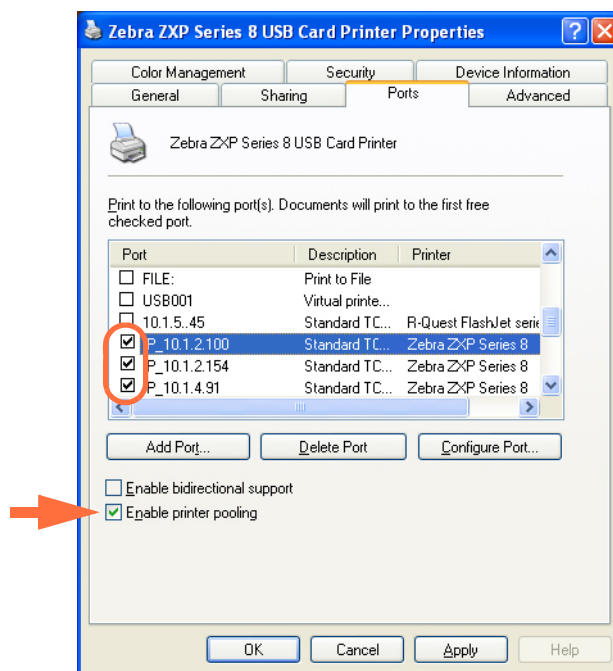 Zebra ZXP Series 8 USB Card Printer Properties
Color Management Security Device Information
General Sharing Ports Advanced
Zebra ZXP Series 8 USB Card Printer
Print to the following port(s). Documents will print to the first free
checked port.
Port Description Printer
FILE: Print to File
USB001 Virtual printe...
10.1.5..45 Standard TC... R-Quest FlashJet serie
P_10.1.2.100 Standard TC... Zebra ZXP Series 8
P_10.1.2.154 Standard TC... Zebra ZXP Series 8
P_10.1.4.91 Standard TC... Zebra ZXP Series 8
Add Port... Delete Port Configure Port...
Enable bidirectional support
Enable printer pooling
OK Cancel Apply Help